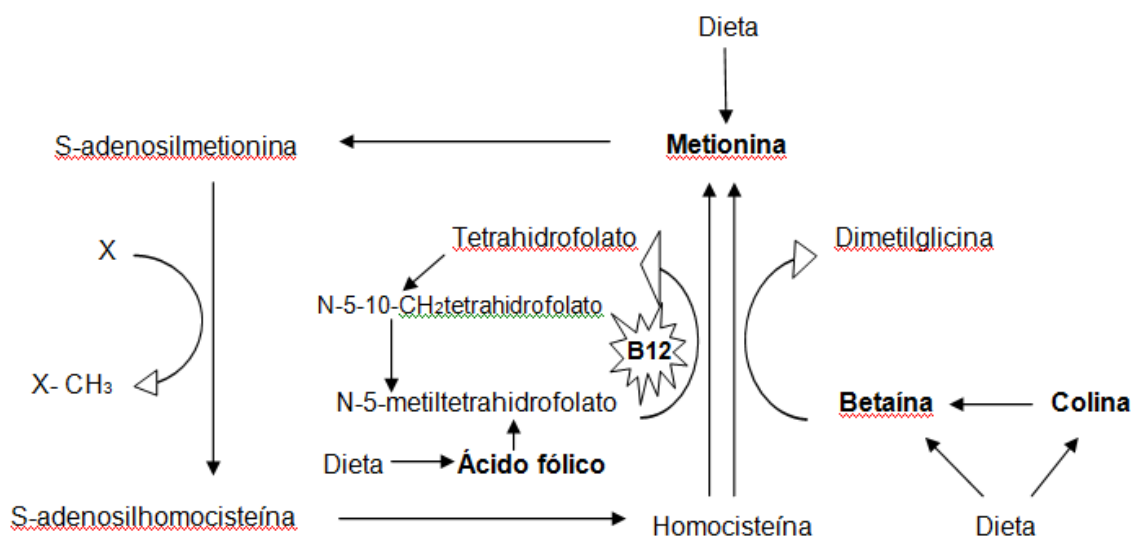 Dieta
S-adenosilmetionina
Metionina
X
Tetrahidrofolato
Dimetilglicina
N-5-10-CH2tetrahidrofolato
B12
X- CH3
N-5-metiltetrahidrofolato
Betaína
Colina
Dieta
Ácido fólico
S-adenosilhomocisteína
Homocisteína
Dieta